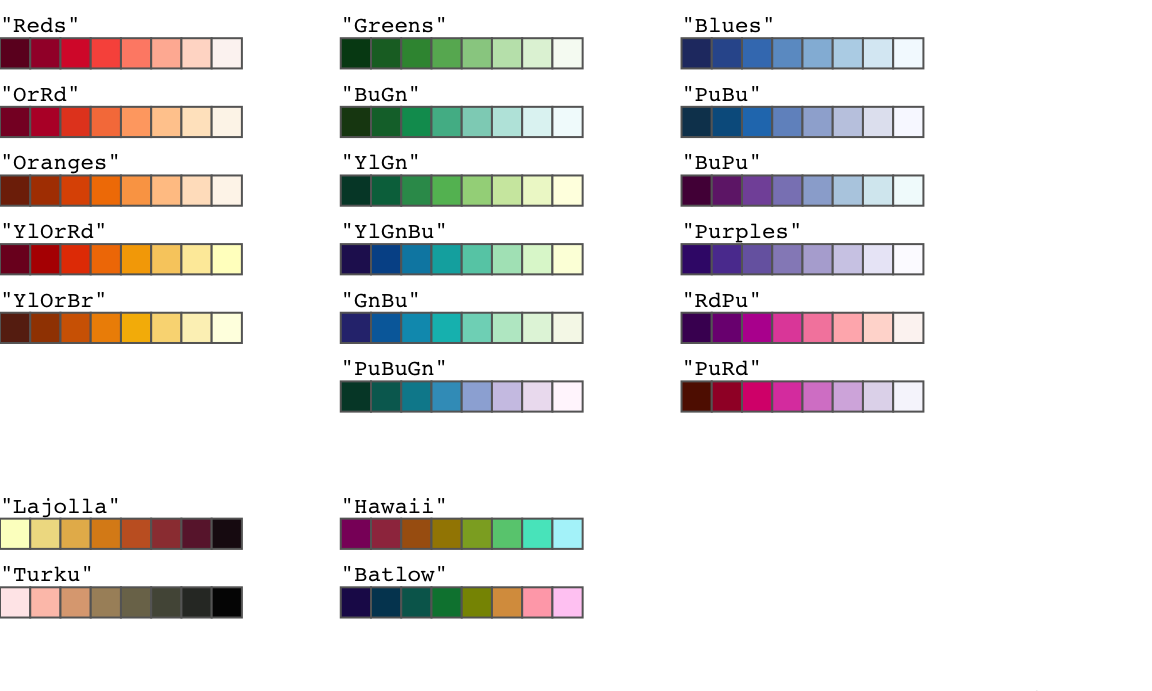 "Reds"
"OrRd"
"Oranges"
"YlOrRd"
"YlOrBr"
"Greens"
"BuGn"
"YlGn"
"YlGnBu"
"GnBu"
"PuBuGn"
"Blues"
"PuBu"
"BuPu"
"Purples"
"RdPu"
"PuRd"
"Lajolla"
"Turku"
"Hawaii"
"Batlow"